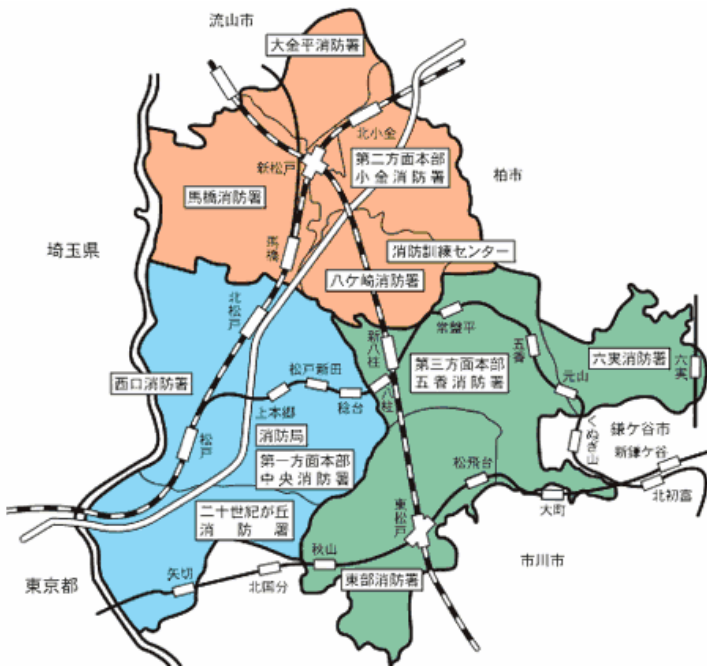 流山市
大金平消防署
北小金
新松戸
第二方面本部
小金消防署
柏市
馬橋消防署
埼玉県
馬橋
消防訓練センター
八ケ崎消防署
北松戸
常盤平
新八柱
五香
六実消防署
六実
第三方面本部
五香消防署
松戸新田
西口消防署
八柱
元山
上本郷
稔台
くぬぎ山
鎌ケ谷市
消防局
松戸
新鎌ケ谷
第一方面本部
中央消防署
松飛台
北初富
大町
二十世紀が丘
消防署
東松戸
秋山
市川市
矢切
北国分
東部消防署
東京都